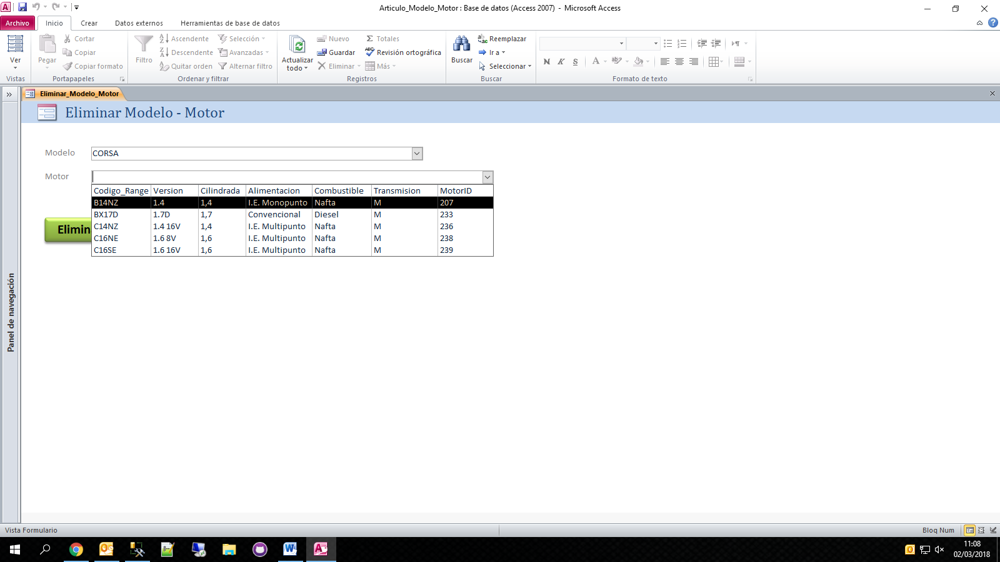 Articulo_Modelo_Motor : Base de datos (Access 2007) - Microsoft Access
Archivo Inicio Crear Datos externos Herramientas de base de datos
Ver
Vistas
Pegar
Cortar
Copiar
Copiar formato
Portapapeles
Filtro
Ascendente
Descendente
Quitar orden
Selección
Avanzadas
Alternar filtro
Ordenar y filtrar
Actualizar
todo
Nuevo
Guardar
Eliminar
Totales
Revisión ortográfica
Más
Registros
Buscar
Reemplazar
Ir a
Seleccionar
Buscar
N K S
Formato de texto
Eliminar_Modelo_Motor
Eliminar Modelo - Motor
Modelo CORSA
Motor
Codigo_Range Version Cilindrada Alimentacion Combustible Transmision MotorID
B14NZ 1.4 1,4 I.E. Monopunto Nafta M 207
BX17D 1.7D 1,7 Convencional Diesel M 233
C14NZ 1.4 16V 1,4 I.E. Multipunto Nafta M 236
C16NE 1.6 8V 1,6 I.E. Multipunto Nafta M 238
C16SE 1.6 16V 1,6 I.E. Multipunto Nafta M 239
Elimin
Panel de navegación
Vista Formulario
Bloq Num
11:08
02/03/2018